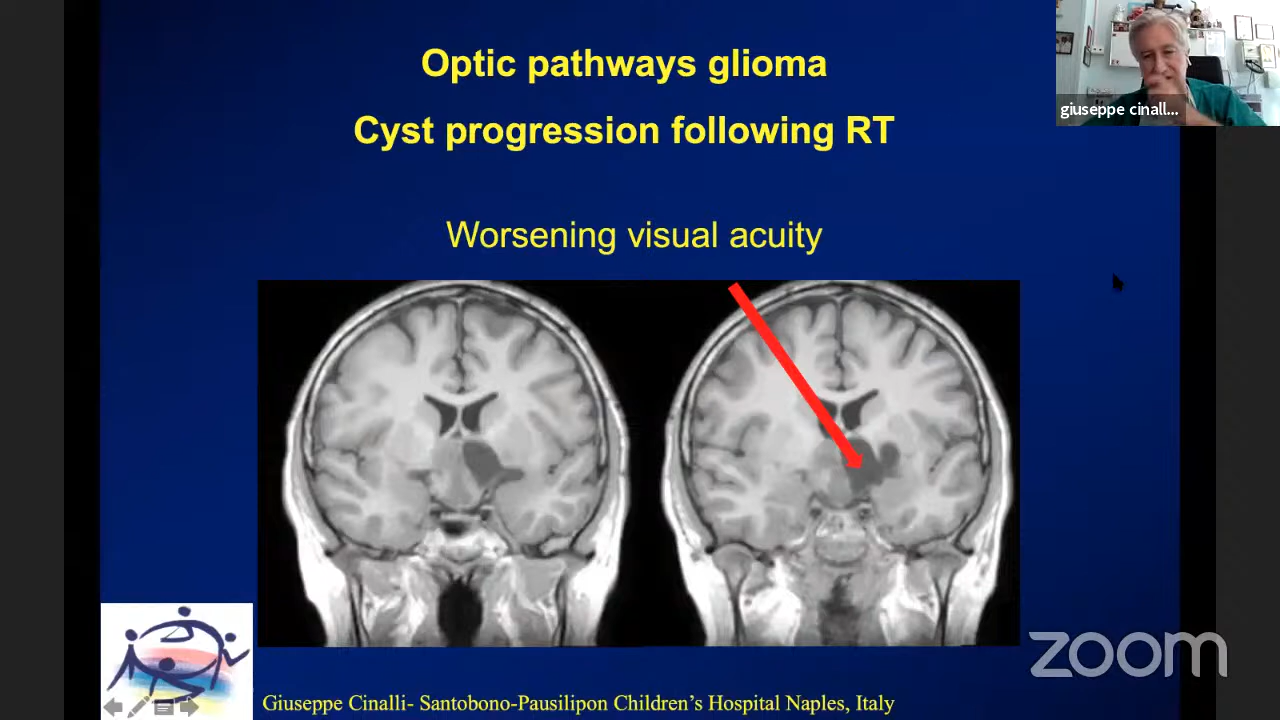 Optic pathways glioma
Cyst progression following RT
Worsening visual acuity
giuseppe cinall...
zoom
Giuseppe Cinalli- Santobono-Pausilipon Children's Hospital Naples, Italy